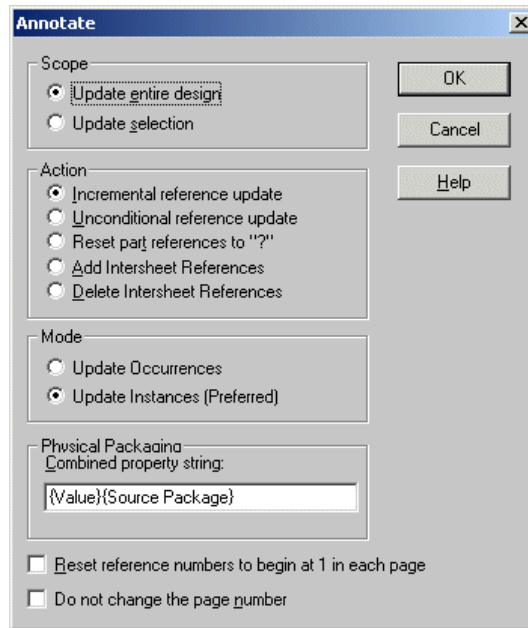 Annotate
Scope
Update entire design
Update selection
OK
Cancel
Help
Action
Incremental reference update
Unconditional reference update
Reset part references to "?"
Add Intersheet References
Delete Intersheet References
Mode
Update Occurrences
Update Instances (Preferred)
Physical Packaging
Combined property string:
{Value}{Source Package}
Reset reference numbers to begin at 1 in each page
Do not change the page number